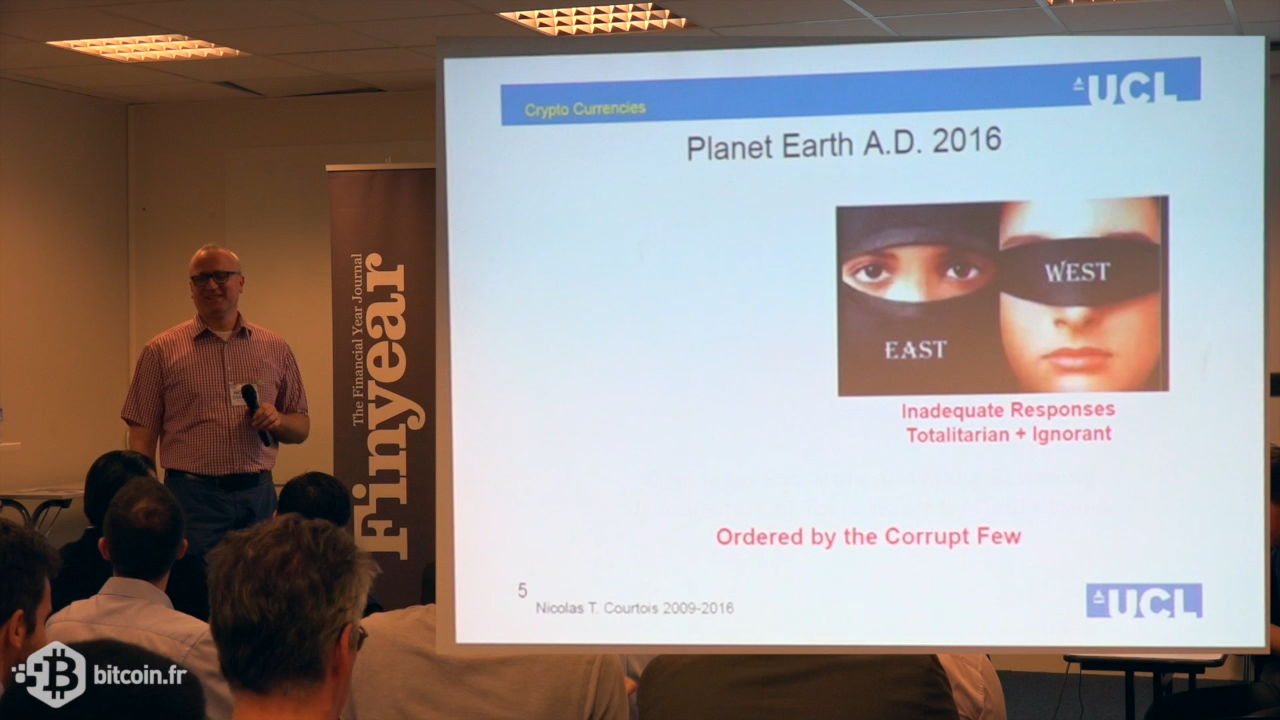 Crypto Currencies
UCL
Planet Earth A.D. 2016
WEST
EAST
Inadequate Responses
Totalitarian + Ignorant
Ordered by the Corrupt Few
5
Nicolas T. Courtois 2009-2016
UCL
The Financial Year Journal
Finyear
bitcoin.fr